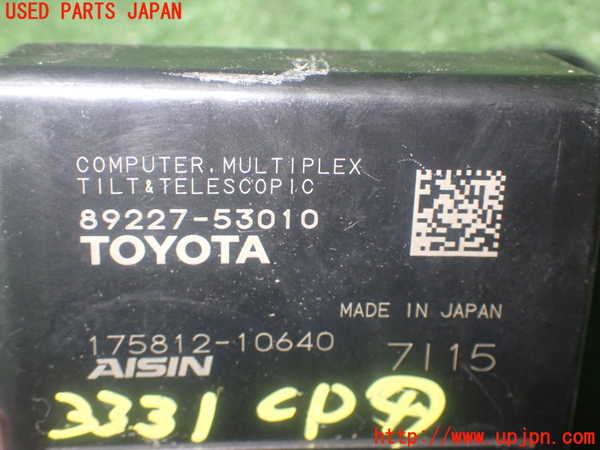 USED PARTS JAPAN
COMPUTER, MULTIPLEX
TILT&TELESCOPIC
89227-53010
TOYOTA
MADE IN JAPAN
175812-10640
7115
AISIN
3331 CP④
http://www.upjpn.com/